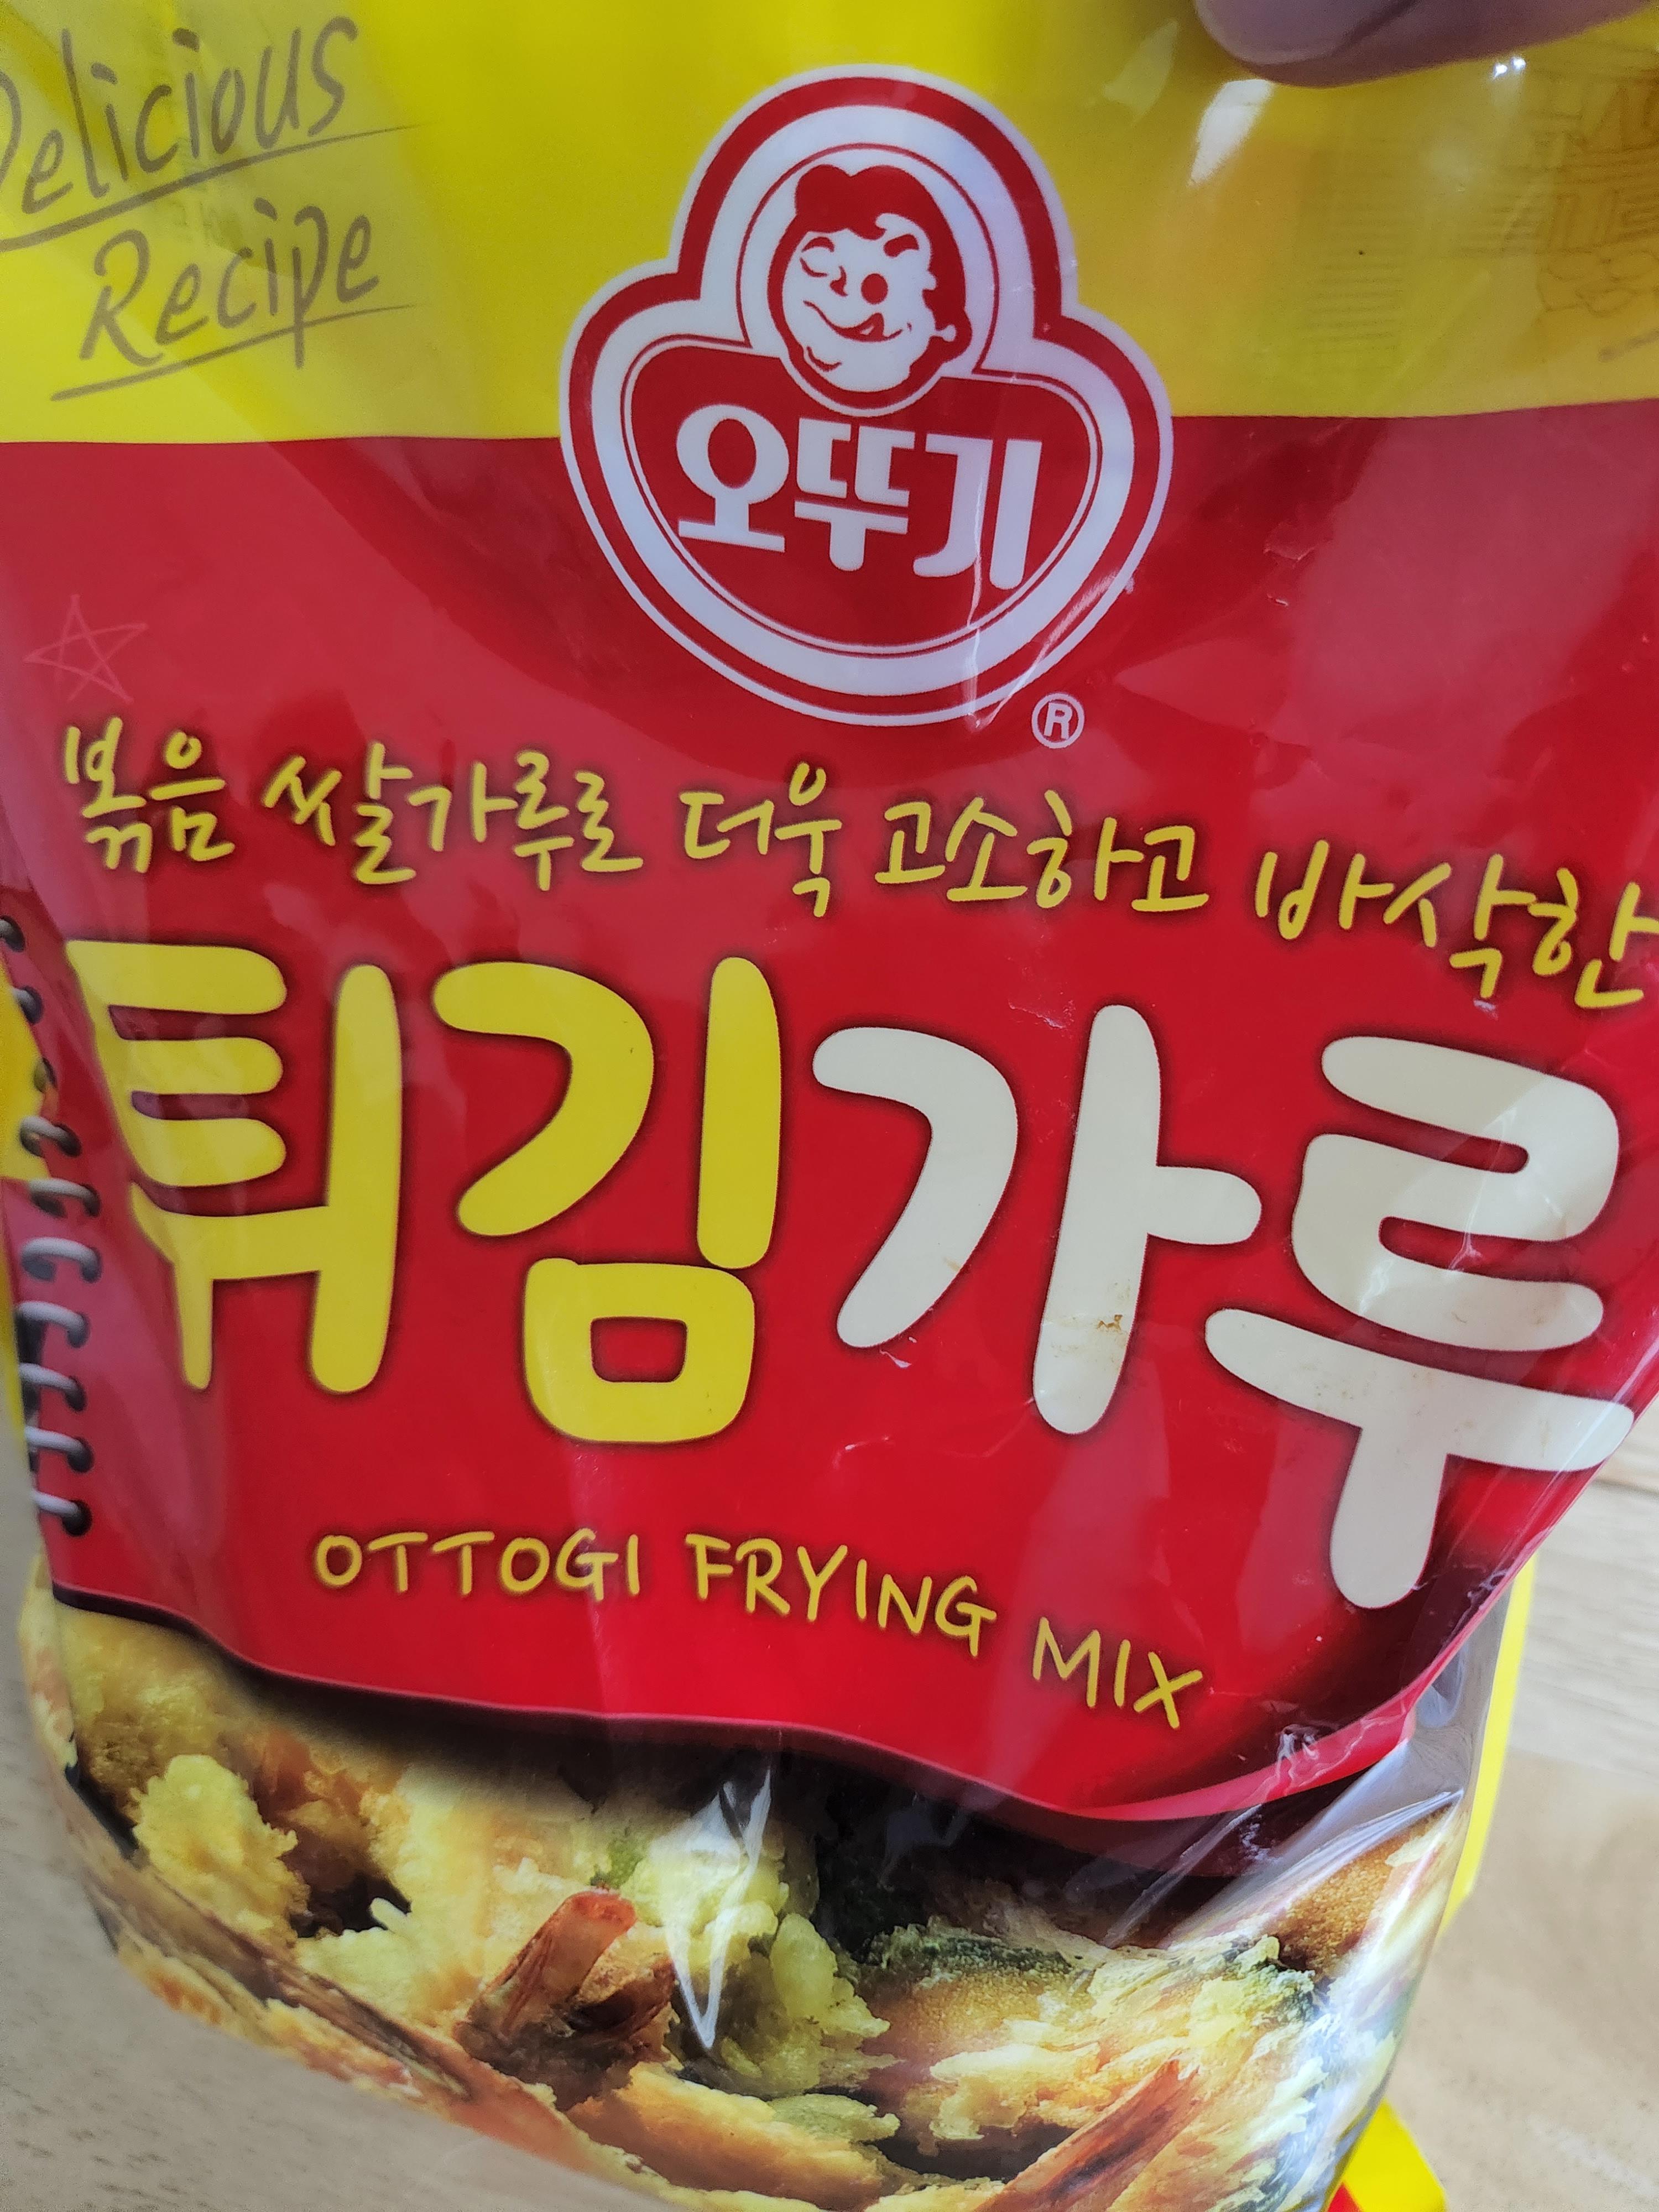 Delicious
Recipe
오뚜기
®
볶음 쌀가루로 더욱 고소하고 바삭한
튀김가루
OTTOGI FRYING MIX